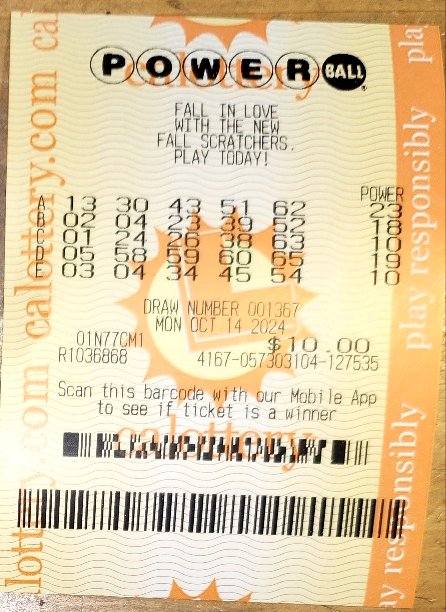 POWER BALL
FALL IN LOVE
WITH THE NEW
FALL SCRATCHERS.
PLAY TODAY!
POWER
A 13 30 43 51 62 23
B 02 04 23 39 62 18
C 01 24 26 38 63 10
D 05 58 59 60 65 19
E 03 04 34 45 54 10
DRAW NUMBER 001367
MON OCT 14 2024
01N77CM1 $10.00
R1036868 4167-057303104-127535
Scan this barcode with our Mobile App
to see if ticket is a winner
calottery
calottery.com
play responsibly